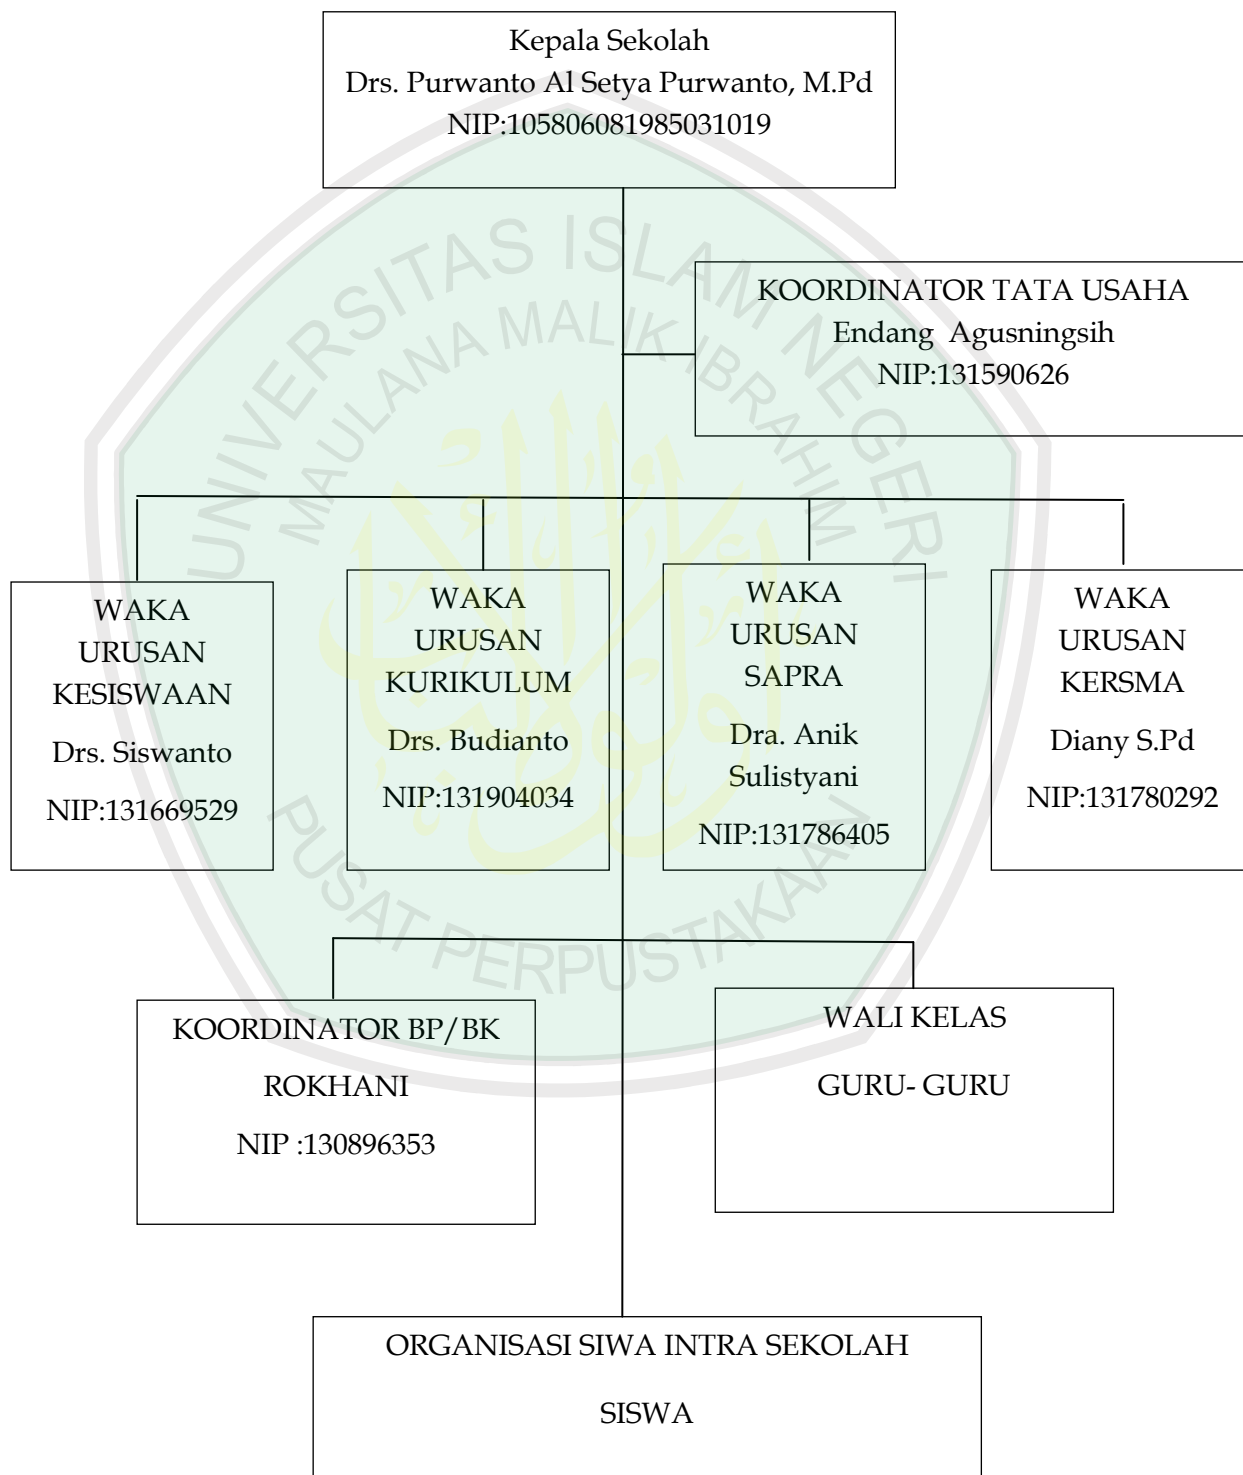 Kepala Sekolah
Drs. Purwanto Al Setya Purwanto, M.Pd
NIP:105806081985031019
KOORDINATOR TATA USAHA
Endang Agusningsih
NIP:131590626
WAKA
URUSAN
KESISWAAN
Drs. Siswanto
NIP:131669529
WAKA
URUSAN
KURIKULUM
Drs. Budianto
NIP:131904034
WAKA
URUSAN
SAPRA
Dra. Anik
Sulistyani
NIP:131786405
WAKA
URUSAN
KERSMA
Diany S.Pd
NIP:131780292
KOORDINATOR BP/BK
ROKHANI
NIP :130896353
WALI KELAS
GURU- GURU
ORGANISASI SIWA INTRA SEKOLAH
SISWA
UNIVERSITAS ISLAM NEGERI
MAULANA MALIK IBRAHIM
PUSAT PERPUSTAKAAN